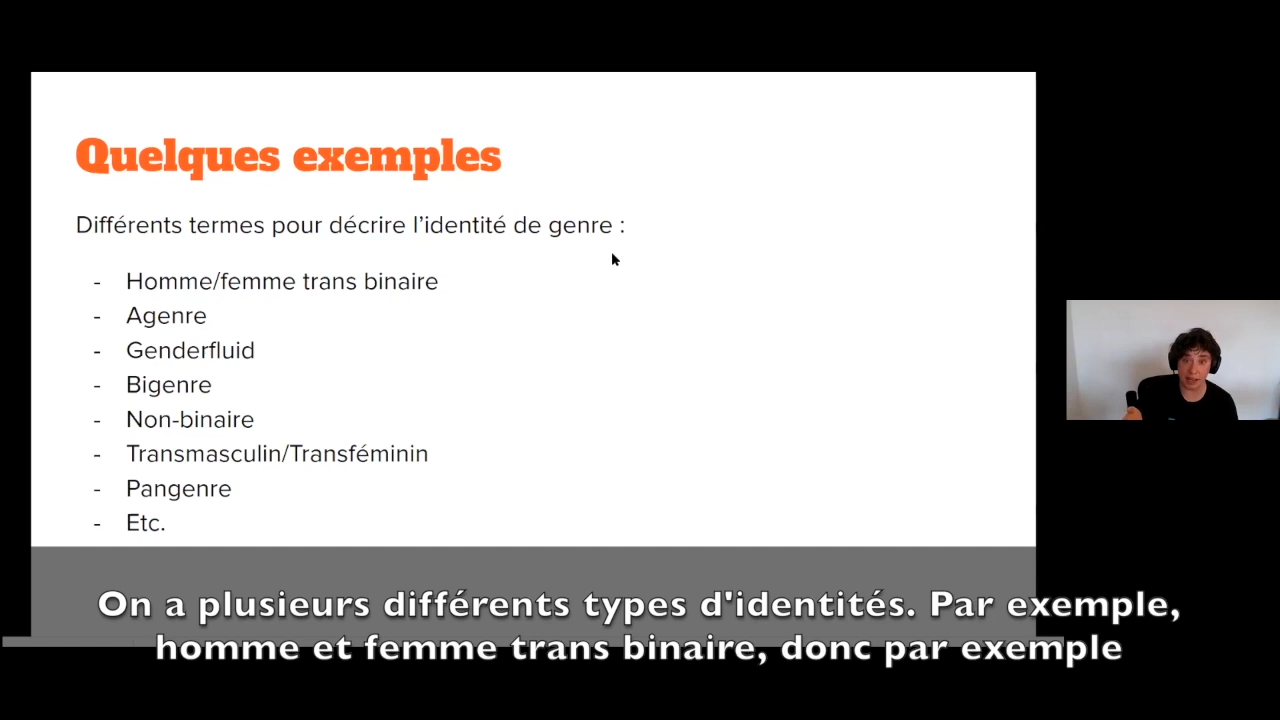 Quelques exemples
Différents termes pour décrire l'identité de genre :
- Homme/femme trans binaire
- Agenre
- Genderfluid
- Bigenre
- Non-binaire
- Transmasculin/Transféminin
- Pangenre
- Etc.
On a plusieurs différents types d'identités. Par exemple,
homme et femme trans binaire, donc par exemple